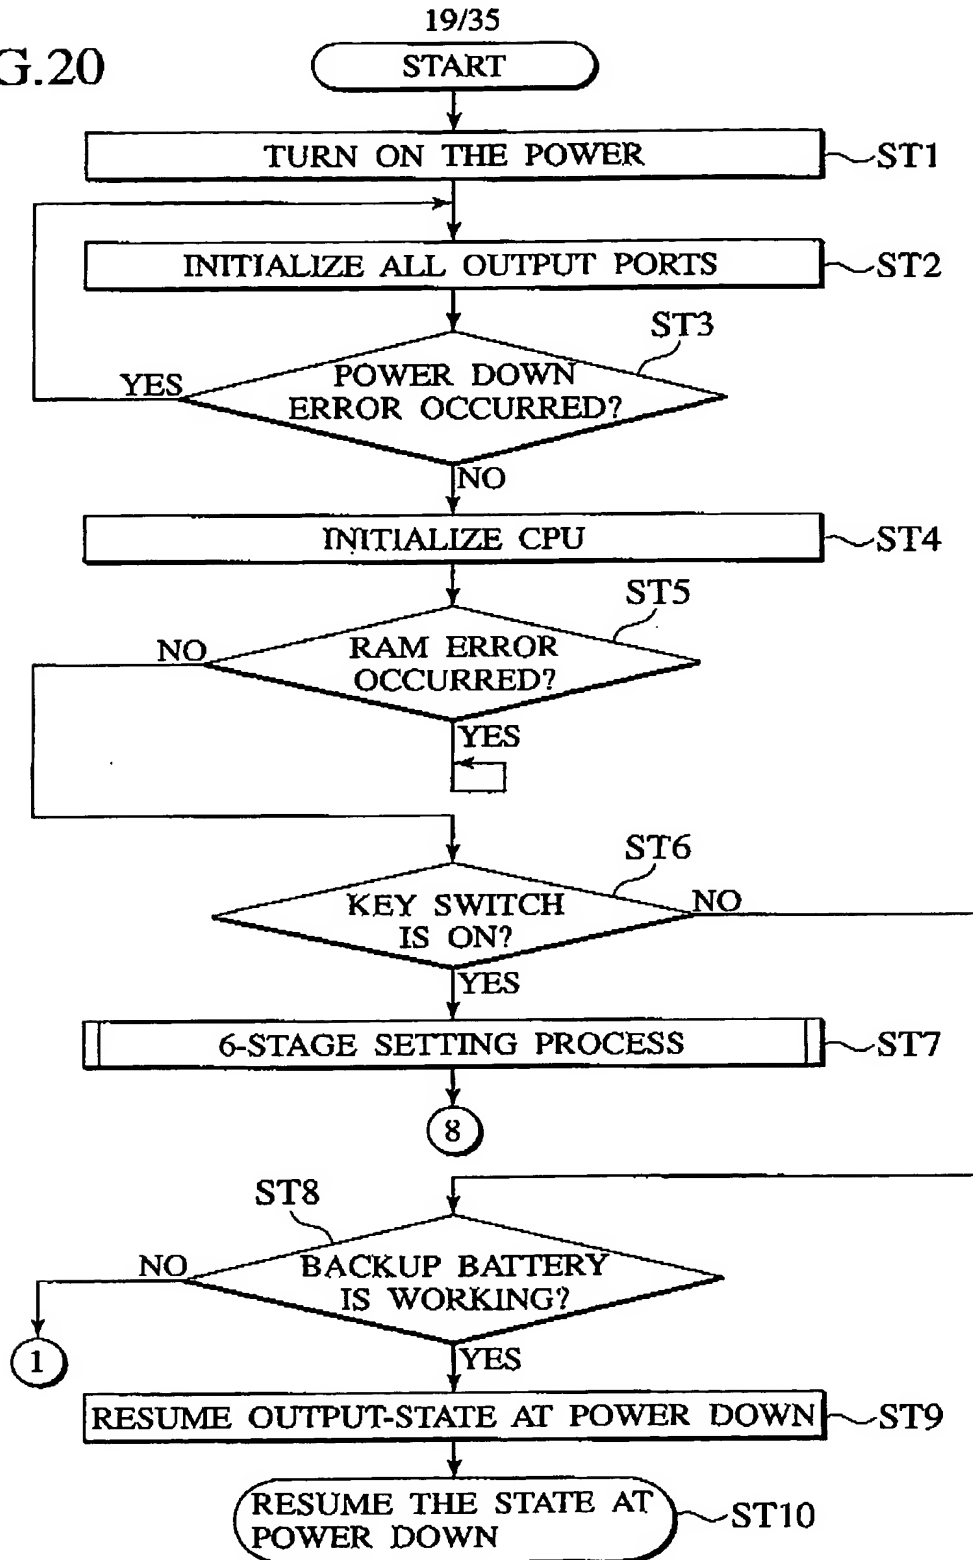 19/35
G.20
START
TURN ON THE POWER
ST1
INITIALIZE ALL OUTPUT PORTS
ST2
ST3
YES
POWER DOWN
ERROR OCCURRED?
NO
INITIALIZE CPU
ST4
ST5
NO
RAM ERROR
OCCURRED?
YES
ST6
KEY SWITCH
IS ON?
NO
YES
6-STAGE SETTING PROCESS
ST7
8
ST8
NO
BACKUP BATTERY
IS WORKING?
1
YES
RESUME OUTPUT-STATE AT POWER DOWN
ST9
RESUME THE STATE AT
POWER DOWN
ST10